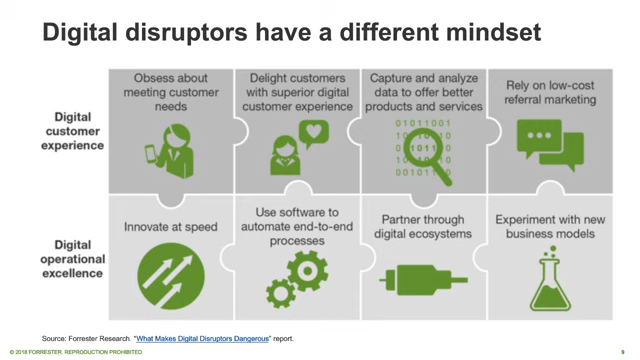 Digital disruptors have a different mindset
Digital
customer
experience
Obsess about
meeting customer
needs
Delight customers
with superior digital
customer experience
Capture and analyze
data to offer better
products and services
01011001
Rely on low-cost
referral marketing
Digital
operational
excellence
Innovate at speed
Use software to
automate end-to-end
processes
Partner through
digital ecosystems
Experiment with new
business models
Source: Forrester Research. “What Makes Digital Disruptors Dangerous” report.
© 2018 FORRESTER. REPRODUCTION PROHIBITED.
9